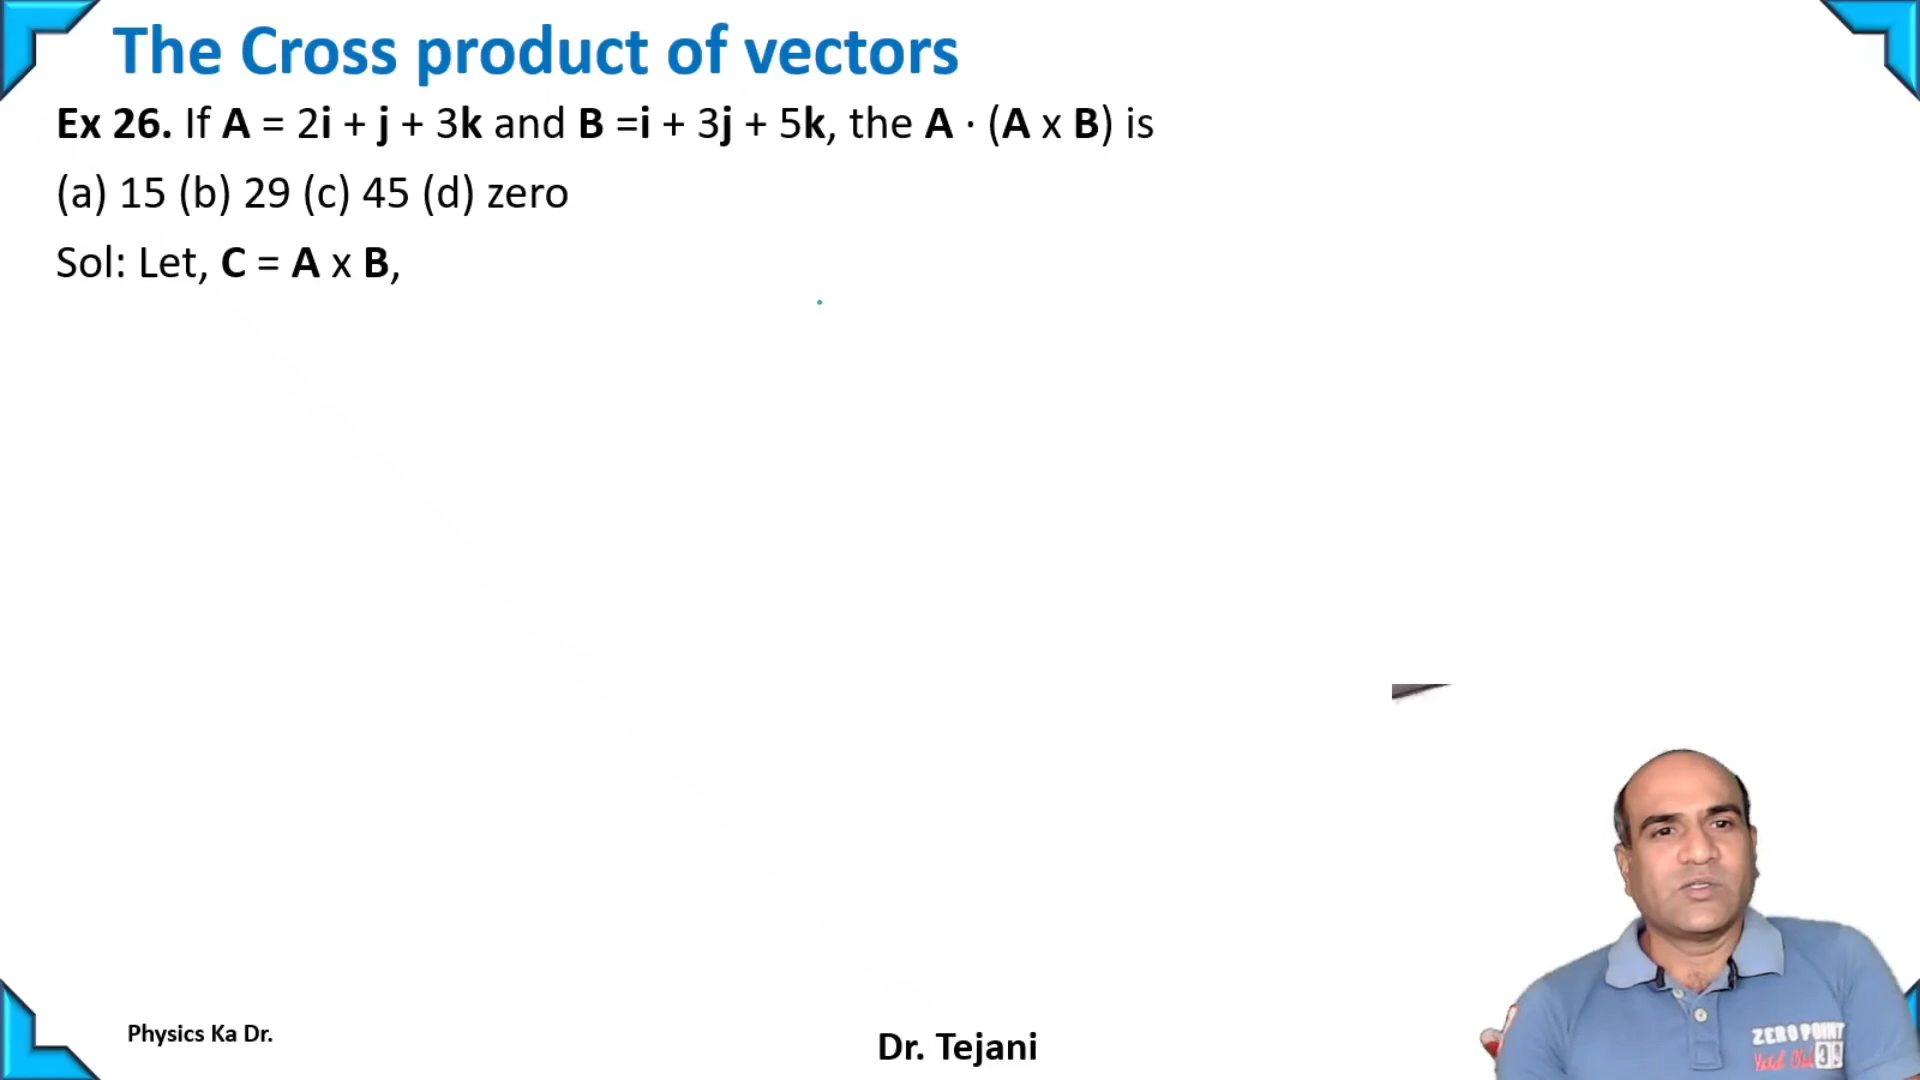 The Cross product of vectors
Ex 26. If A = 2i + j + 3k and B =i + 3j + 5k, the A · (A x B) is
(a) 15 (b) 29 (c) 45 (d) zero
Sol: Let, C = A x B,
Physics Ka Dr.
Dr. Tejani
ZERO POINT